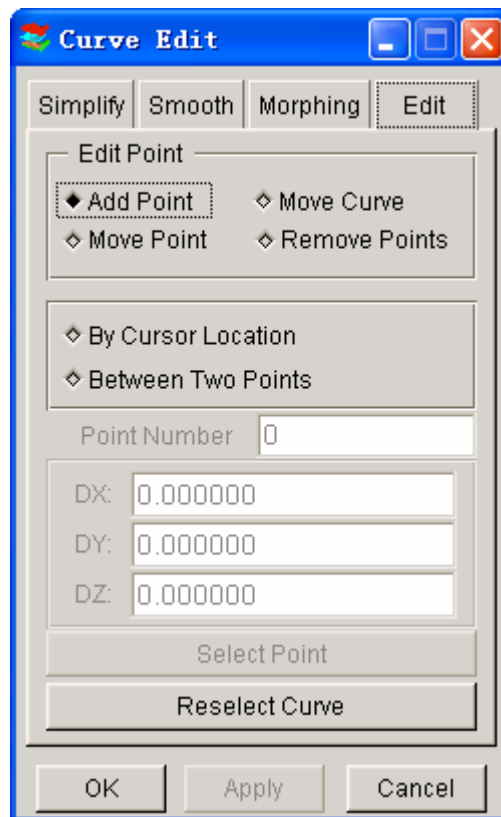 Curve Edit
Simplify Smooth Morphing Edit
Edit Point
Add Point Move Curve
Move Point Remove Points
By Cursor Location
Between Two Points
Point Number 0
DX: 0.000000
DY: 0.000000
DZ: 0.000000
Select Point
Reselect Curve
OK Apply Cancel